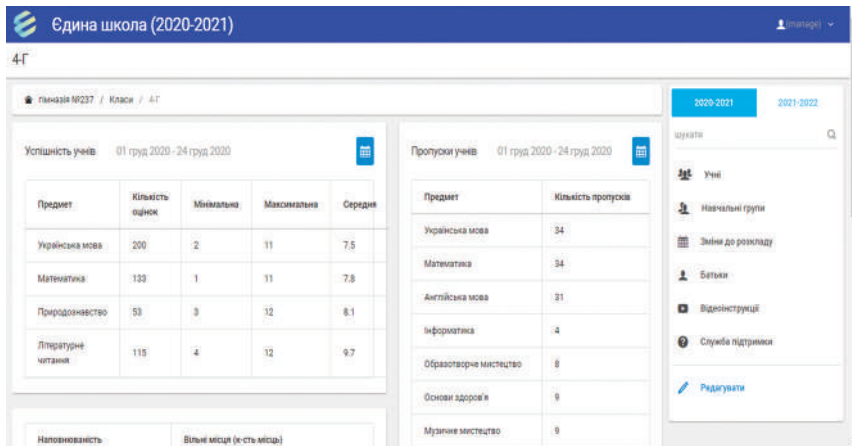 Єдина школа (2020-2021)
(manage)
4-Г
гімназія №237 / Класи / 4-Г
Успішність учнів 01 груд 2020 - 24 груд 2020
Предмет Кількість оцінок Мінімальна Максимальна Середня
Українська мова 200 2 11 7.5
Математика 133 1 11 7.8
Природознавство 53 3 12 8.1
Літературне читання 115 4 12 9.7
Наповнюваність Вільні місця (к-сть місць)
Пропуски учнів 01 груд 2020 - 24 груд 2020
Предмет Кількість пропусків
Українська мова 34
Математика 34
Англійська мова 31
Інформатика 4
Образотворче мистецтво 8
Основи здоров'я 9
Музичне мистецтво 9
2020-2021 2021-2022
шукати
Учні
Навчальні групи
Зміни до розкладу
Батьки
Відеоінструкції
Служба підтримки
Редагувати